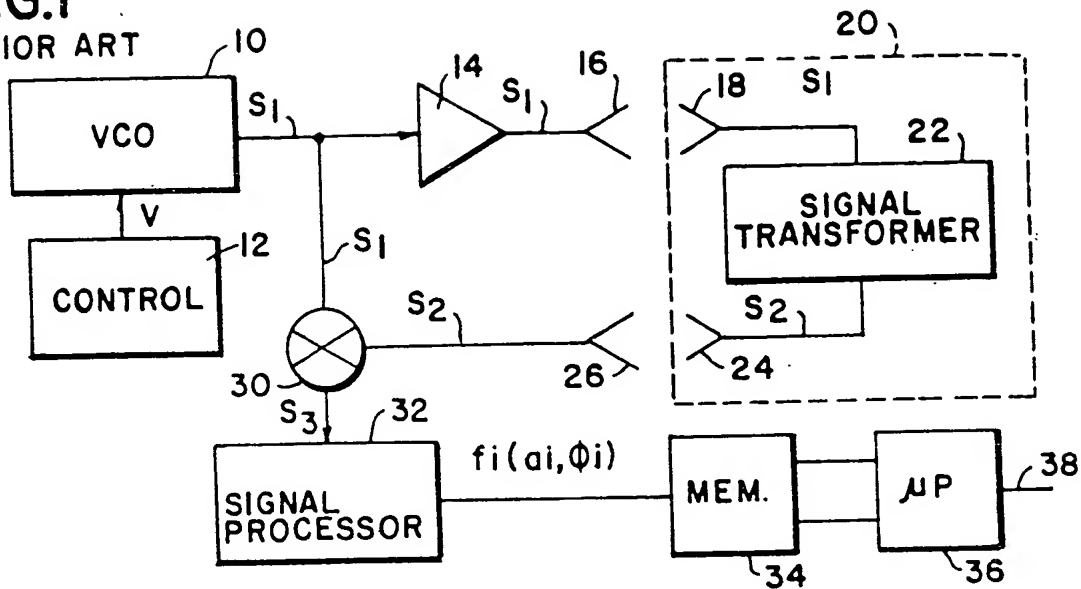 G.1
IOR ART
10
VCO
S1
14
S1
16
20
18
S1
22
SIGNAL
TRANSFORMER
V
12
CONTROL
S1
S2
S2
26
24
30
S3
32
SIGNAL
PROCESSOR
fi(ai,Φi)
MEM.
34
μP
36
38